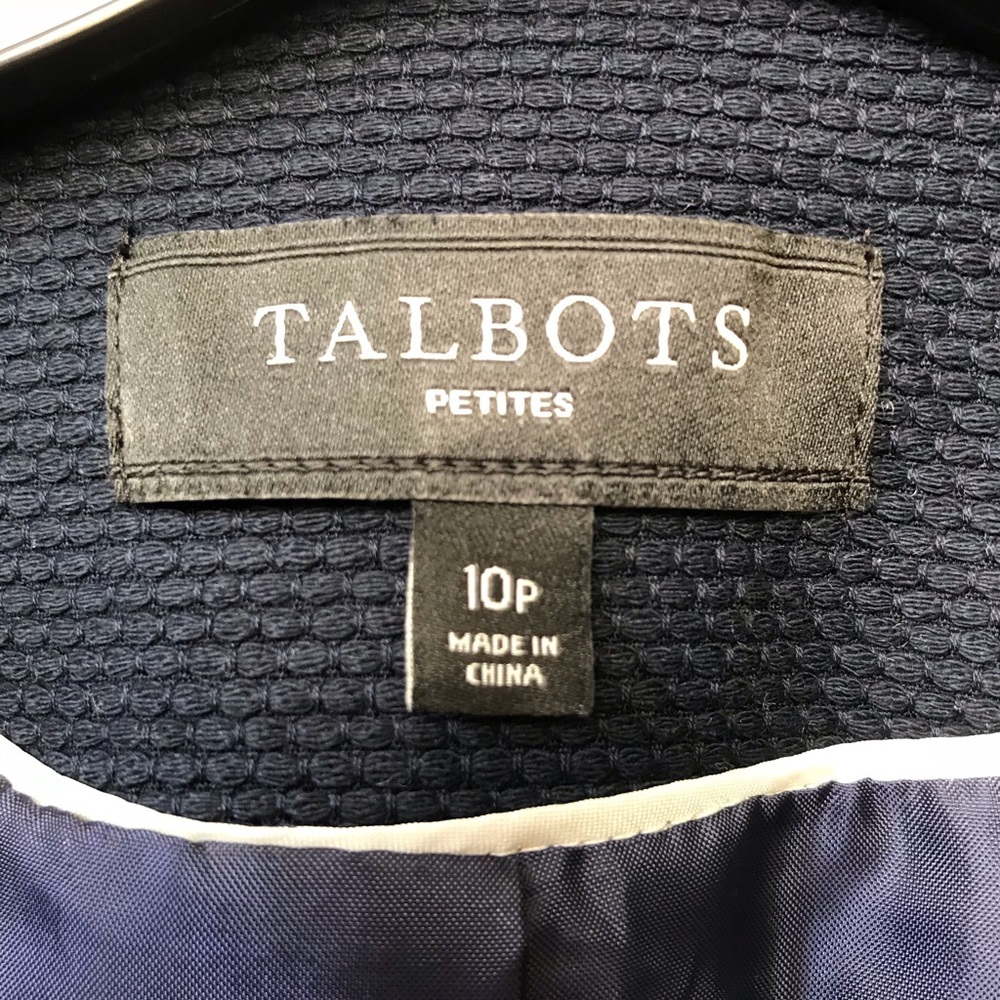 TALBOTS
PETITES
10P
MADE IN
CHINA